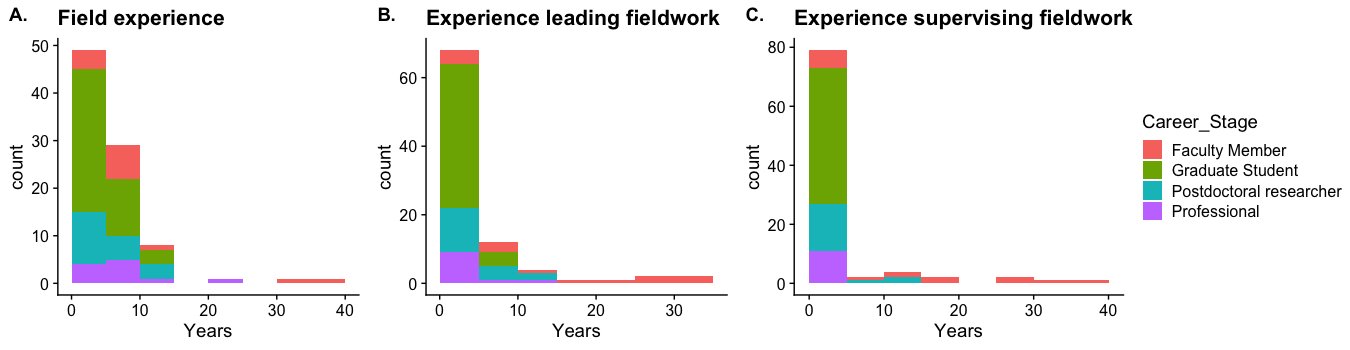 A. Field experience
count
50
40
30
20
10
0
0 10 20 30 40
Years
B. Experience leading fieldwork
count
60
40
20
0
0 10 20 30
Years
C. Experience supervising fieldwork
count
80
60
40
20
0
0 10 20 30 40
Years
Career_Stage
Faculty Member
Graduate Student
Postdoctoral researcher
Professional